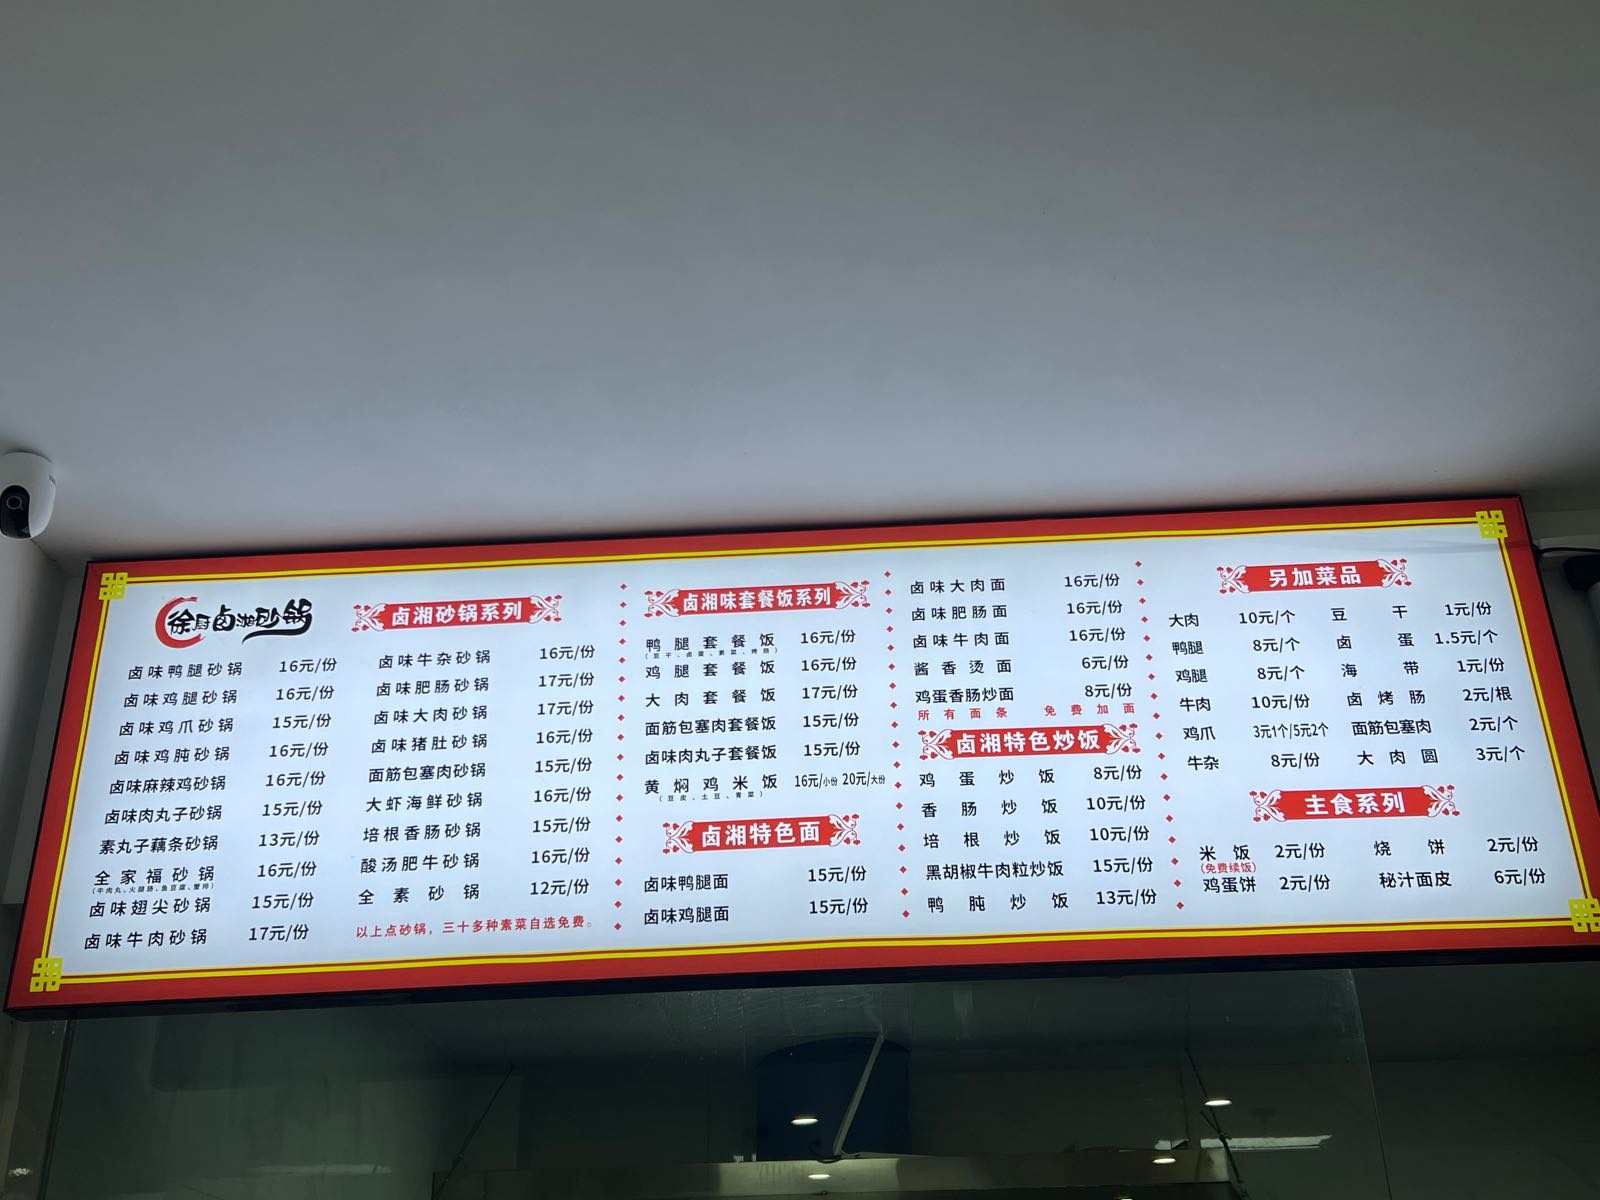 徐厨卤湘砂锅
卤湘砂锅系列
卤味鸭腿砂锅 16元/份
卤味鸡腿砂锅 16元/份
卤味鸡爪砂锅 15元/份
卤味鸡肫砂锅 16元/份
卤味麻辣鸡砂锅 16元/份
卤味肉丸子砂锅 15元/份
素丸子藕条砂锅 13元/份
全家福砂锅 16元/份
(牛肉丸、火腿肠、鱼豆腐、蟹排)
卤味翅尖砂锅 15元/份
卤味牛肉砂锅 17元/份
卤味牛杂砂锅 16元/份
卤味肥肠砂锅 17元/份
卤味大肉砂锅 17元/份
卤味猪肚砂锅 16元/份
面筋包塞肉砂锅 15元/份
大虾海鲜砂锅 16元/份
培根香肠砂锅 15元/份
酸汤肥牛砂锅 16元/份
全素砂锅 12元/份
以上点砂锅，三十多种素菜自选免费。
卤湘味套餐饭系列
鸭腿套餐饭 16元/份
(豆干、卤蛋、素菜、烤肠)
鸡腿套餐饭 16元/份
大肉套餐饭 17元/份
面筋包塞肉套餐饭 15元/份
卤味肉丸子套餐饭 15元/份
黄焖鸡米饭 16元/小份 20元/大份
(豆皮、土豆、青菜)
卤湘特色面
卤味鸭腿面 15元/份
卤味鸡腿面 15元/份
卤味大肉面 16元/份
卤味肥肠面 16元/份
卤味牛肉面 16元/份
酱香烫面 6元/份
鸡蛋香肠炒面 8元/份
所有面条 免费加面
卤湘特色炒饭
鸡蛋炒饭 8元/份
香肠炒饭 10元/份
培根炒饭 10元/份
黑胡椒牛肉粒炒饭 15元/份
鸭肫炒饭 13元/份
另加菜品
大肉 10元/个 豆干 1元/份
鸭腿 8元/个 卤蛋 1.5元/个
鸡腿 8元/个 海带 1元/份
牛肉 10元/份 卤烤肠 2元/根
鸡爪 3元1个/5元2个 面筋包塞肉 2元/个
牛杂 8元/份 大肉圆 3元/个
主食系列
米饭 2元/份 烧饼 2元/份
(免费续饭)
鸡蛋饼 2元/份 秘汁面皮 6元/份